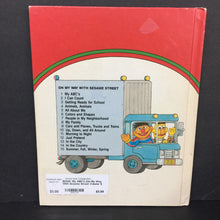 ON MY WAY WITH SESAME STREET
1 My ABC's
2 I Can Count
3 Getting Ready for School
4 Animals, Animals
5 All About Me
6 Colors and Shapes
7 People in My Neighborhood
8 My Family
9 Cars and Planes, Trucks and Trains
10 Up, Down, and All Around
11 Morning to Night
12 Just Pretend
13 In the City
14 In the Country
15 Summer, Fall, Winter, Spring